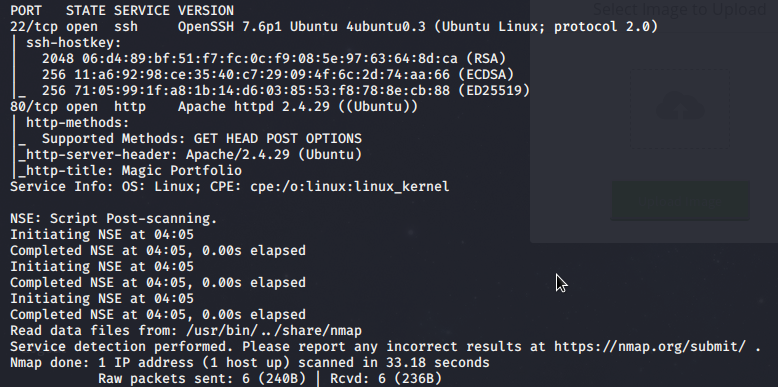 Select Image to Upload
PORT   STATE SERVICE VERSION
22/tcp open  ssh     OpenSSH 7.6p1 Ubuntu 4ubuntu0.3 (Ubuntu Linux; protocol 2.0)
| ssh-hostkey:
|   2048 06:d4:89:bf:51:f7:fc:0c:f9:08:5e:97:63:64:8d:ca (RSA)
|   256 11:a6:92:98:ce:35:40:c7:29:09:4f:6c:2d:74:aa:66 (ECDSA)
|_  256 71:05:99:1f:a8:1b:14:d6:03:85:53:f8:78:8e:cb:88 (ED25519)
80/tcp open  http    Apache httpd 2.4.29 ((Ubuntu))
| http-methods:
|_  Supported Methods: GET HEAD POST OPTIONS
|_http-server-header: Apache/2.4.29 (Ubuntu)
|_http-title: Magic Portfolio
Service Info: OS: Linux; CPE: cpe:/o:linux:linux_kernel
NSE: Script Post-scanning.
Initiating NSE at 04:05
Completed NSE at 04:05, 0.00s elapsed
Initiating NSE at 04:05
Completed NSE at 04:05, 0.00s elapsed
Initiating NSE at 04:05
Completed NSE at 04:05, 0.00s elapsed
Read data files from: /usr/bin/../share/nmap
Service detection performed. Please report any incorrect results at https://nmap.org/submit/ .
Nmap done: 1 IP address (1 host up) scanned in 33.18 seconds
           Raw packets sent: 6 (240B) | Rcvd: 6 (236B)